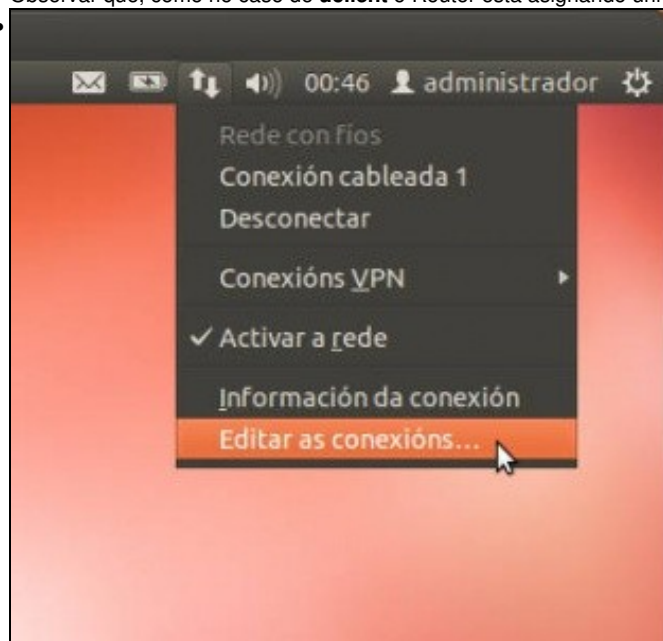 00:46 administrador
Rede con fíos
Conexión cableada 1
Desconectar
Conexións VPN
Activar a rede
Información da conexión
Editar as conexións...